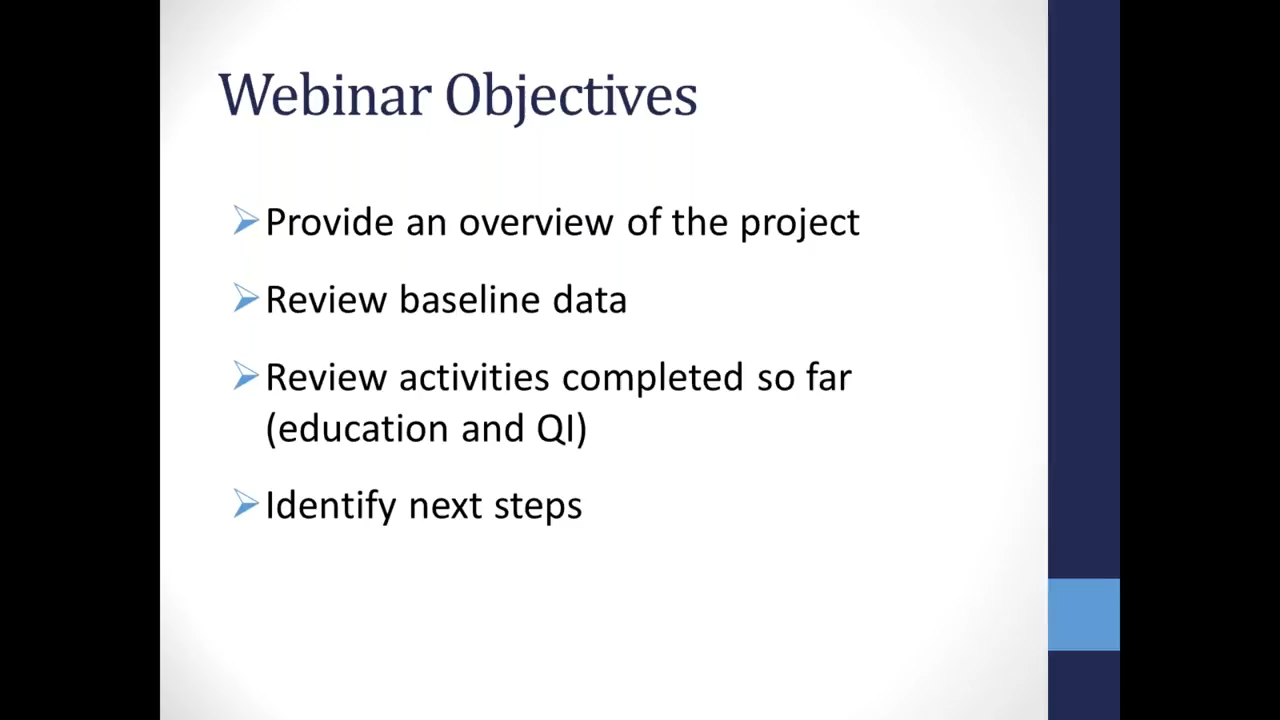 Webinar Objectives
Provide an overview of the project
Review baseline data
Review activities completed so far
(education and QI)
Identify next steps